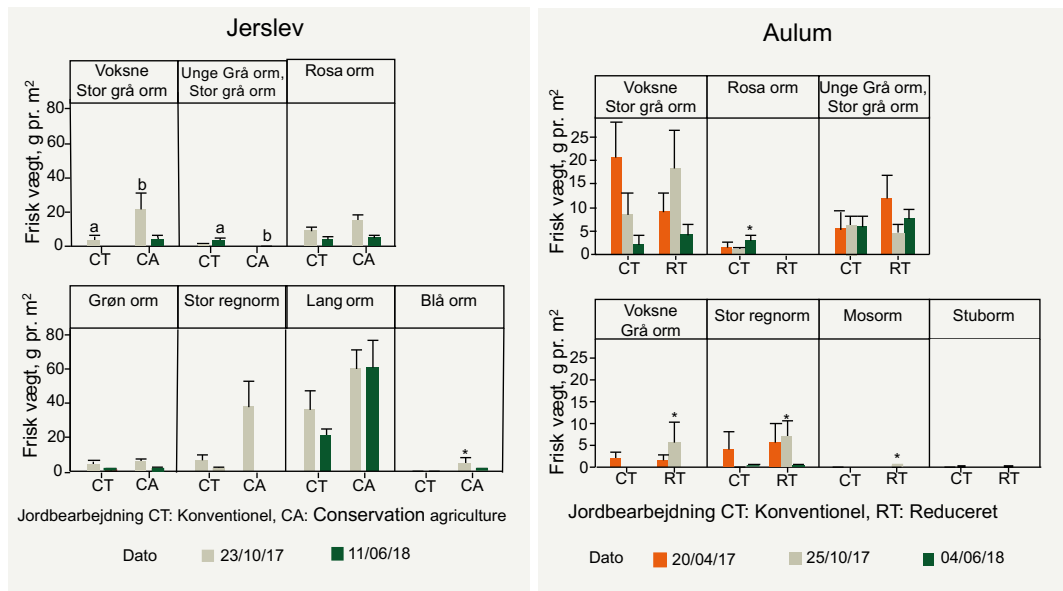 Jerslev
Voksne
Stor grå orm
Unge Grå orm,
Stor grå orm
Rosa orm
Frisk vægt, g pr. m²
80
60
40
20
0
a
b
a
b
CT
CA
CT
CA
CT
CA
Grøn orm
Stor regnorm
Lang orm
Blå orm
Frisk vægt, g pr. m²
80
60
40
20
0
*
CT
CA
CT
CA
CT
CA
CT
CA
Jordbearbejdning CT: Konventionel, CA: Conservation agriculture
Dato 23/10/17 11/06/18
Aulum
Voksne
Stor grå orm
Rosa orm
Unge Grå orm,
Stor grå orm
Frisk vægt, g pr. m²
25
20
15
10
5
0
*
CT
RT
CT
RT
CT
RT
Voksne
Grå orm
Stor regnorm
Mosorm
Stuborm
Frisk vægt, g pr. m²
25
20
15
10
5
0
*
*
*
CT
RT
CT
RT
CT
RT
CT
RT
Jordbearbejdning CT: Konventionel, RT: Reduceret
Dato 20/04/17 25/10/17 04/06/18